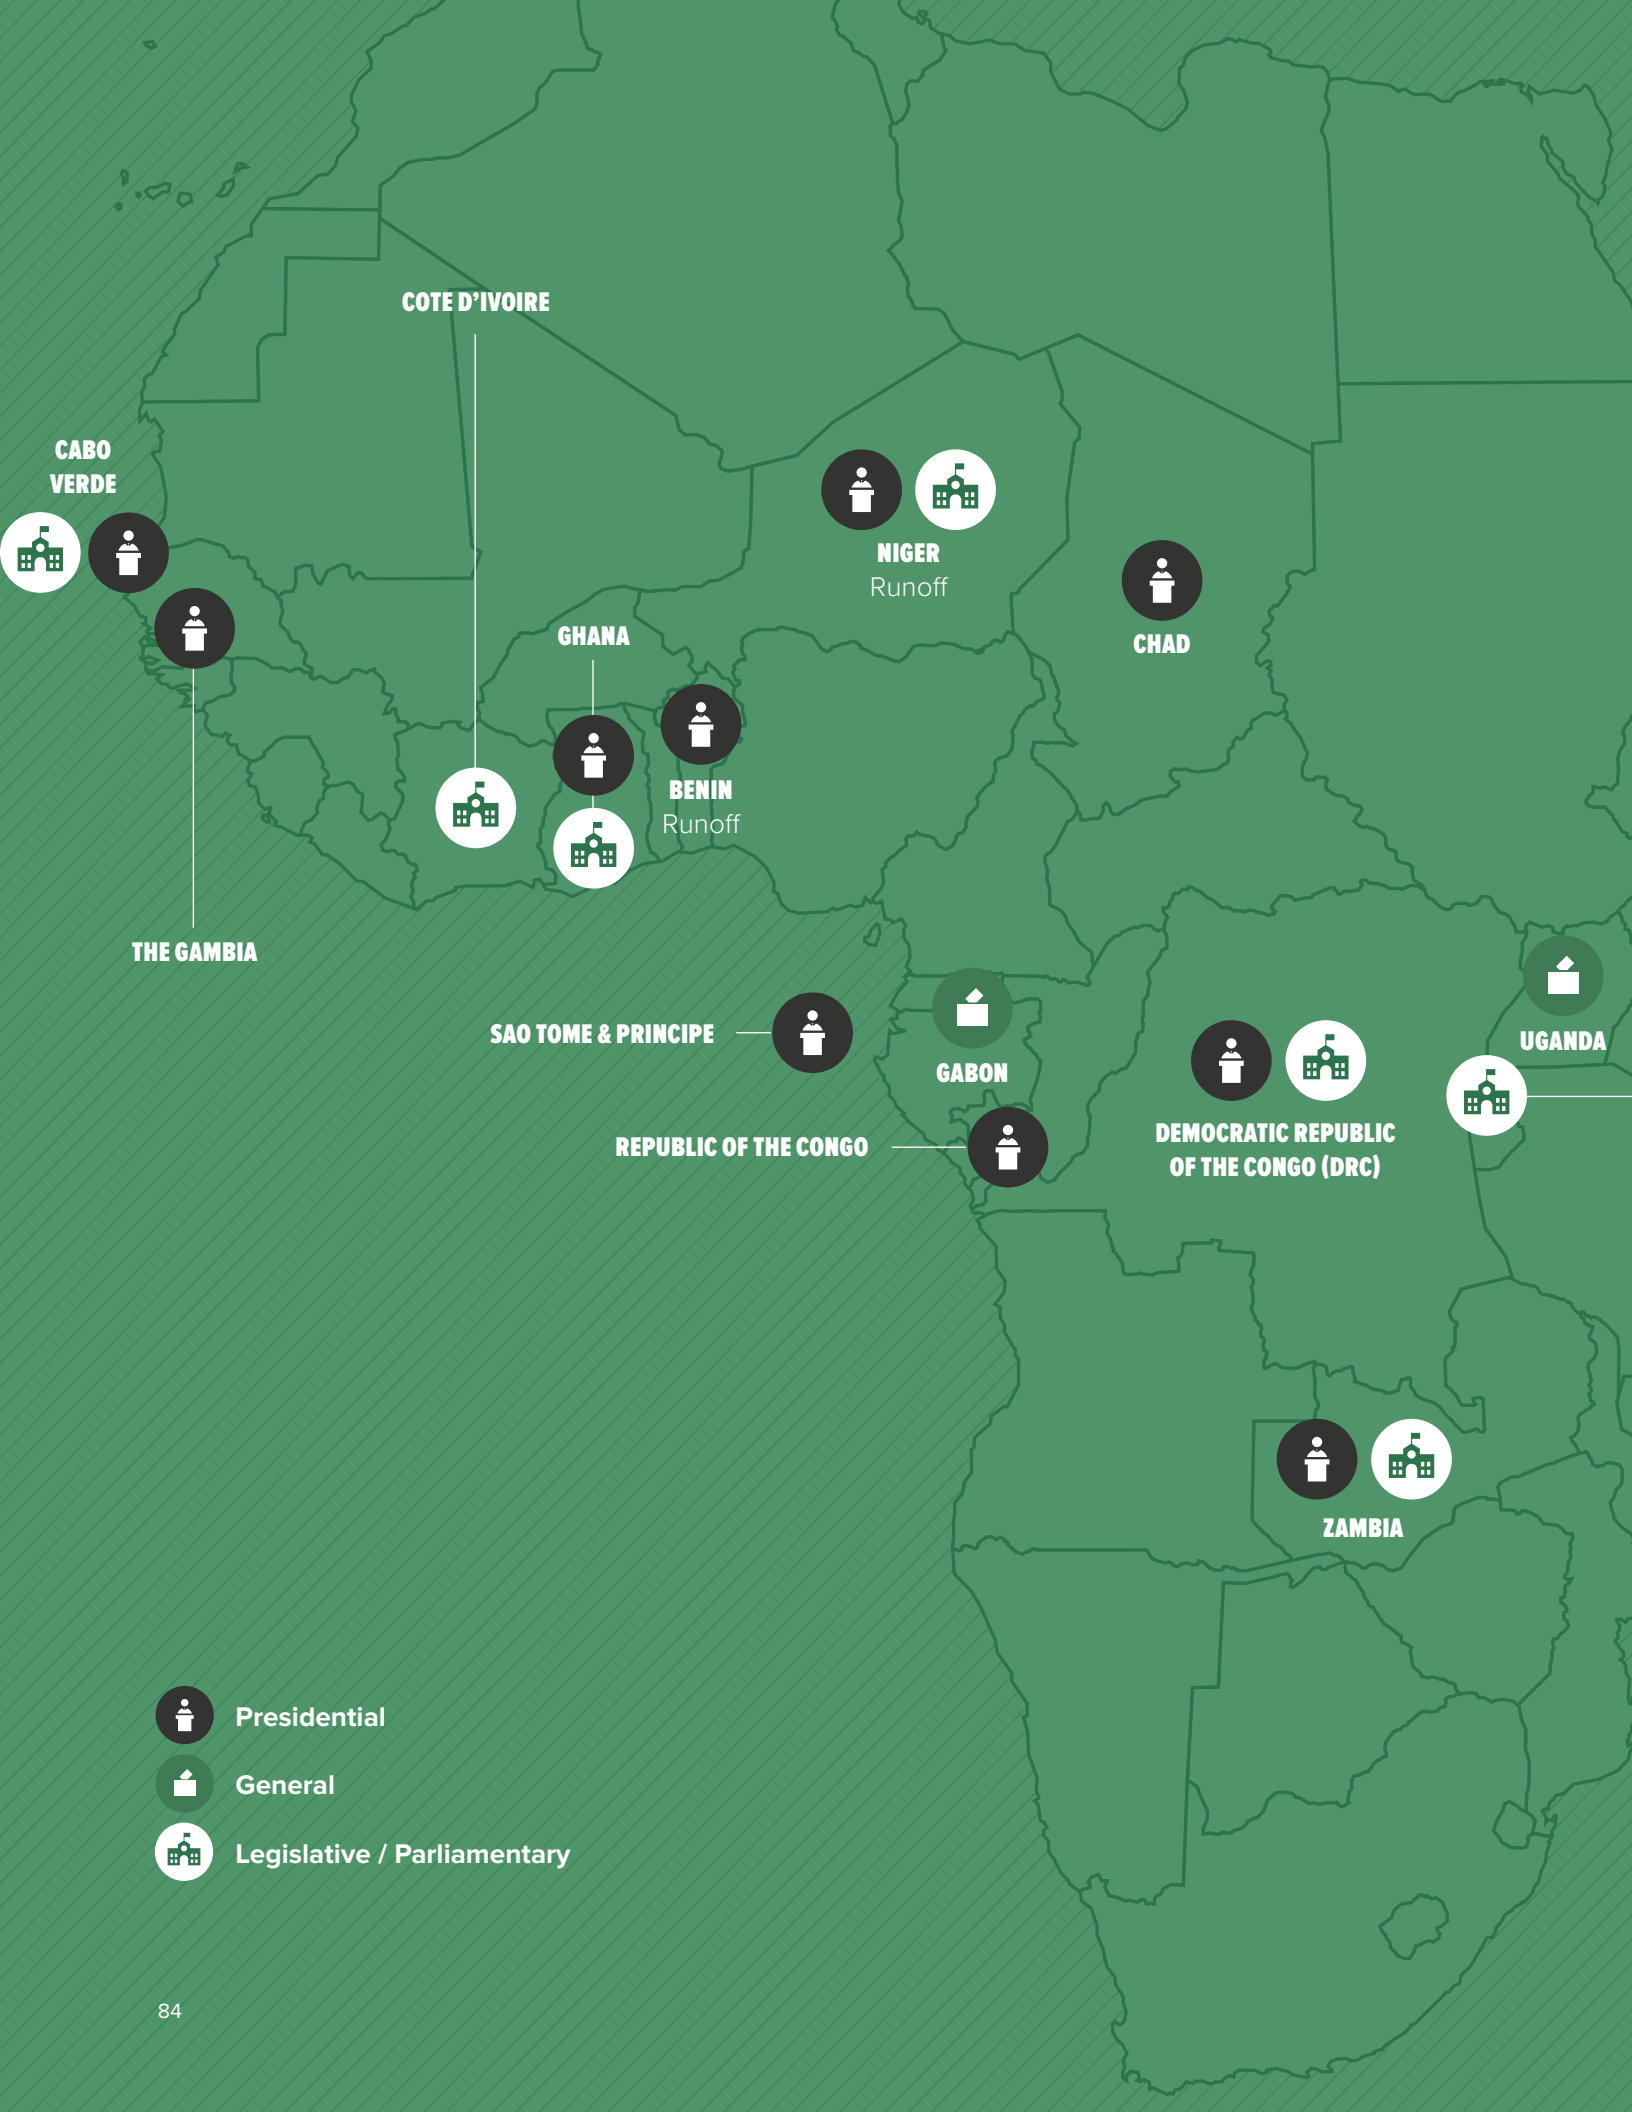 COTE D’IVOIRE
CABO
VERDE
NIGER
Runoff
CHAD
GHANA
BENIN
Runoff
THE GAMBIA
SAO TOME & PRINCIPE
GABON
UGANDA
REPUBLIC OF THE CONGO
DEMOCRATIC REPUBLIC
OF THE CONGO (DRC)
ZAMBIA
Presidential
General
Legislative / Parliamentary
84